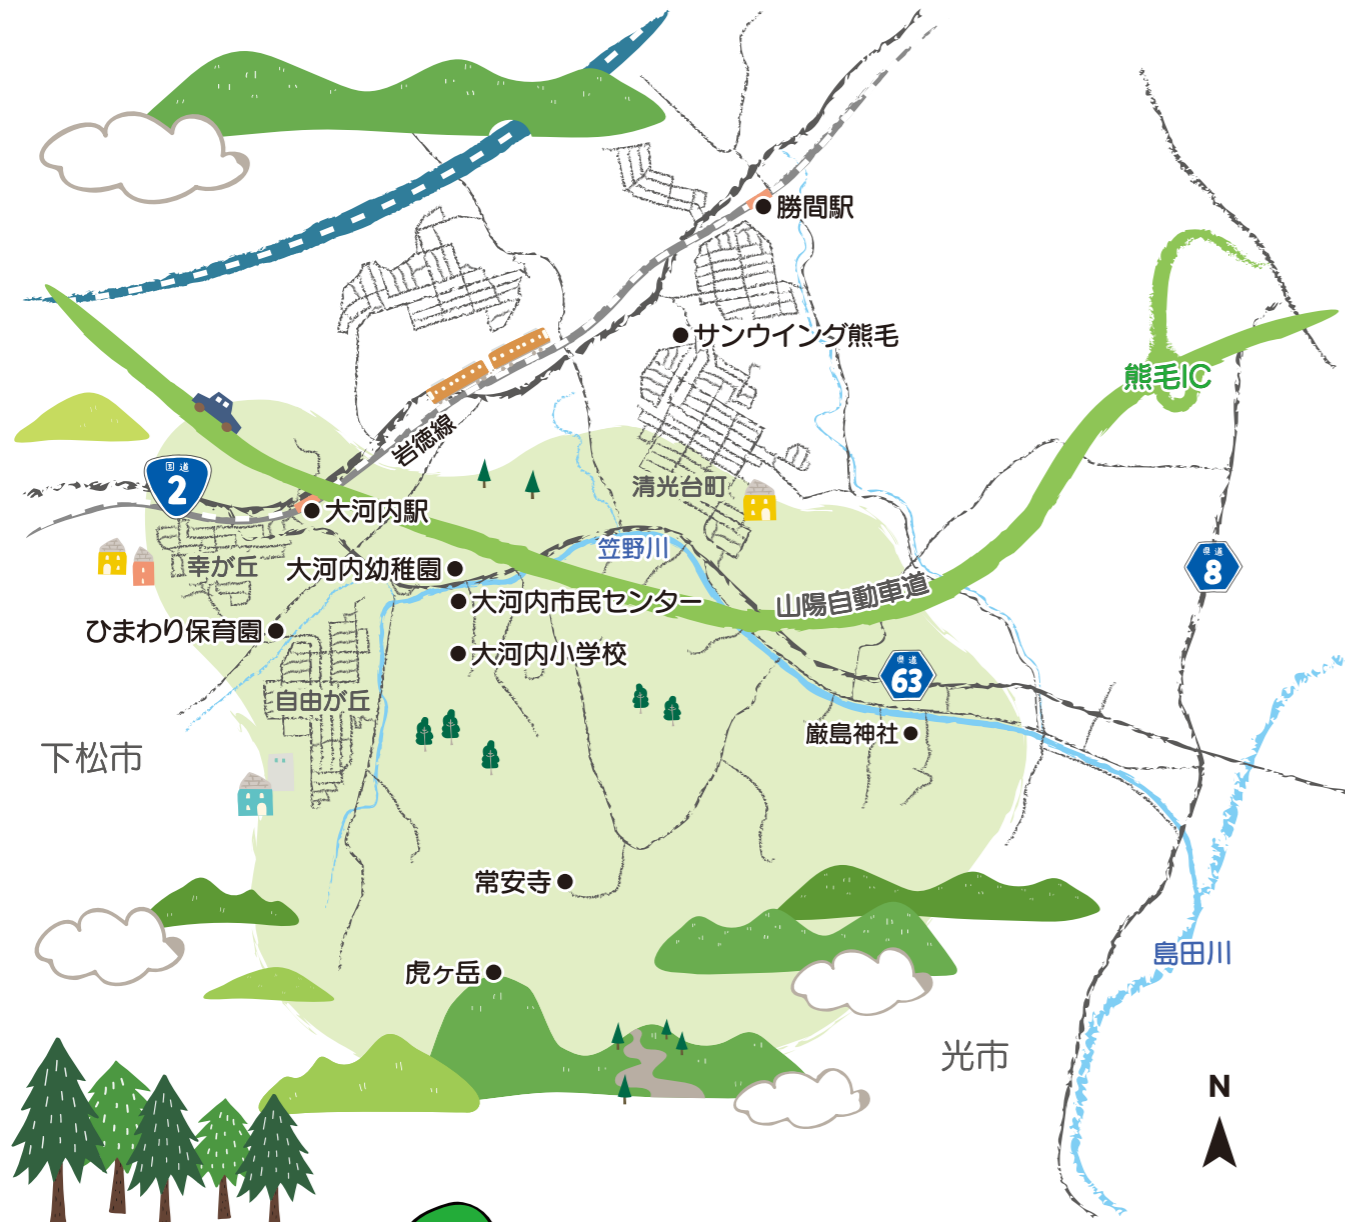 勝間駅
サンウイング熊毛
熊毛IC
岩徳線
国道
2
清光台町
大河内駅
笠野川
県道
8
幸が丘
大河内幼稚園
山陽自動車道
大河内市民センター
ひまわり保育園
大河内小学校
県道
63
自由が丘
厳島神社
下松市
常安寺
島田川
虎ヶ岳
光市
N